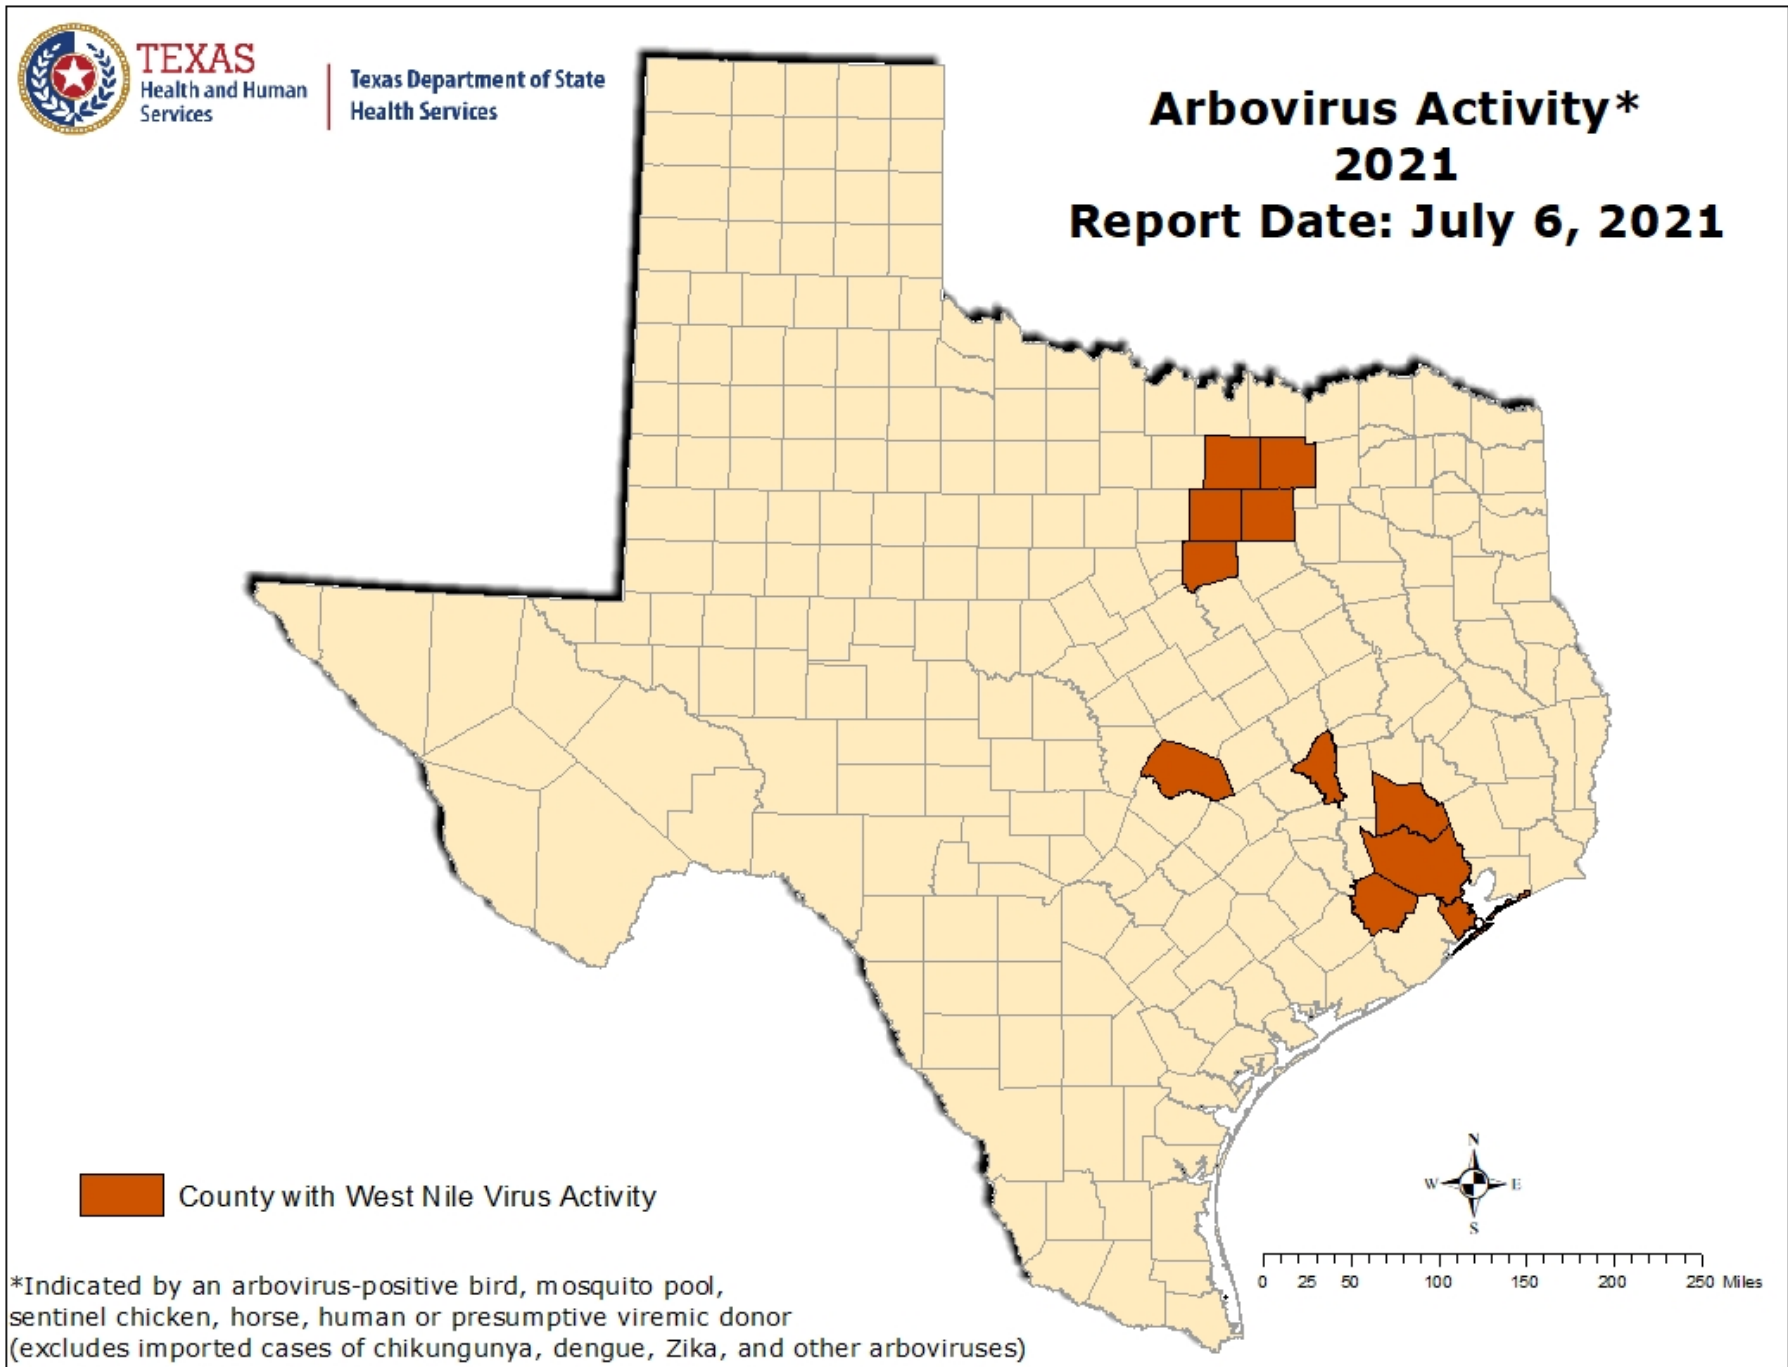 TEXAS
Health and Human
Services
Texas Department of State
Health Services
Arbovirus Activity*
2021
Report Date: July 6, 2021
County with West Nile Virus Activity
N
W E
S
0 25 50 100 150 200 250 Miles
*Indicated by an arbovirus-positive bird, mosquito pool,
sentinel chicken, horse, human or presumptive viremic donor
(excludes imported cases of chikungunya, dengue, Zika, and other arboviruses)